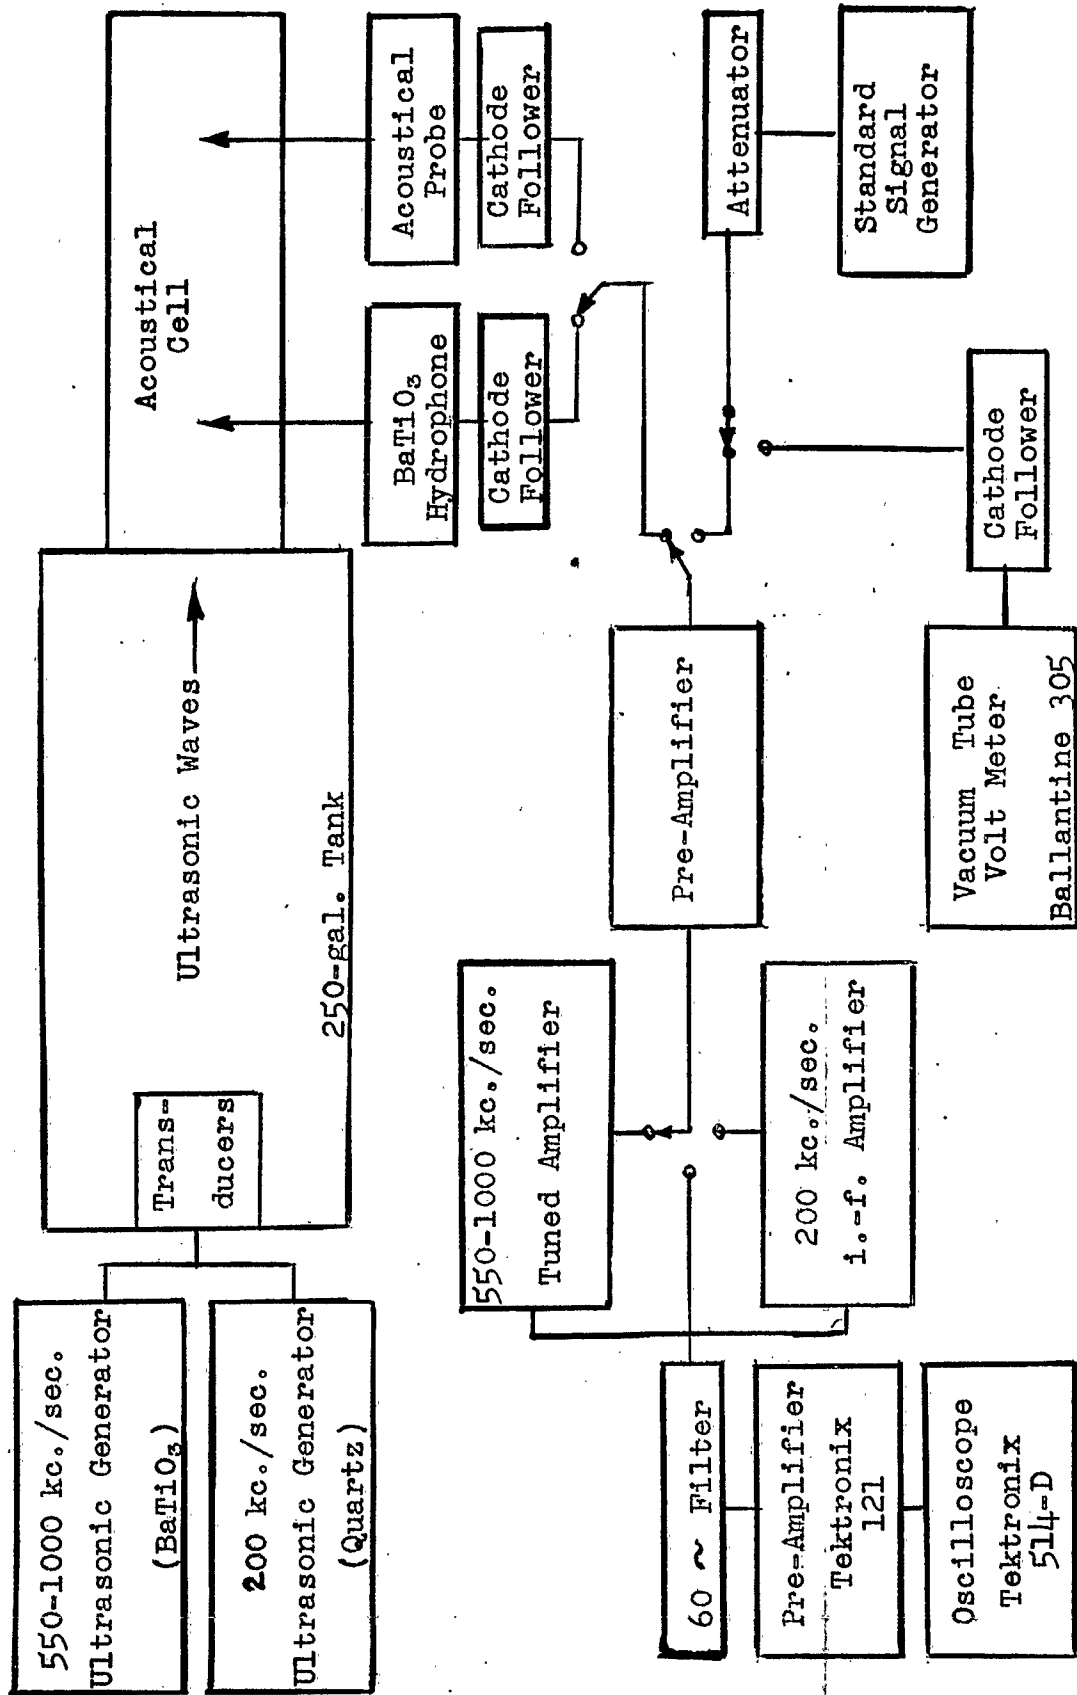 550-1000 kc./sec.
Ultrasonic Generator
(BaTiO₃)
200 kc./sec.
Ultrasonic Generator
(Quartz)
Trans-
ducers
Ultrasonic Waves
250-gal. Tank
Acoustical
Cell
BaTiO₃
Hydrophone
Cathode
Follower
Acoustical
Probe
Cathode
Follower
550-1000 kc./sec.
Tuned Amplifier
200 kc./sec.
i.-f. Amplifier
Pre-Amplifier
Attenuator
Standard
Signal
Generator
60 ~ Filter
Pre-Amplifier
Tektronix
121
Oscilloscope
Tektronix
514-D
Vacuum Tube
Volt Meter
Ballantine 305
Cathode
Follower